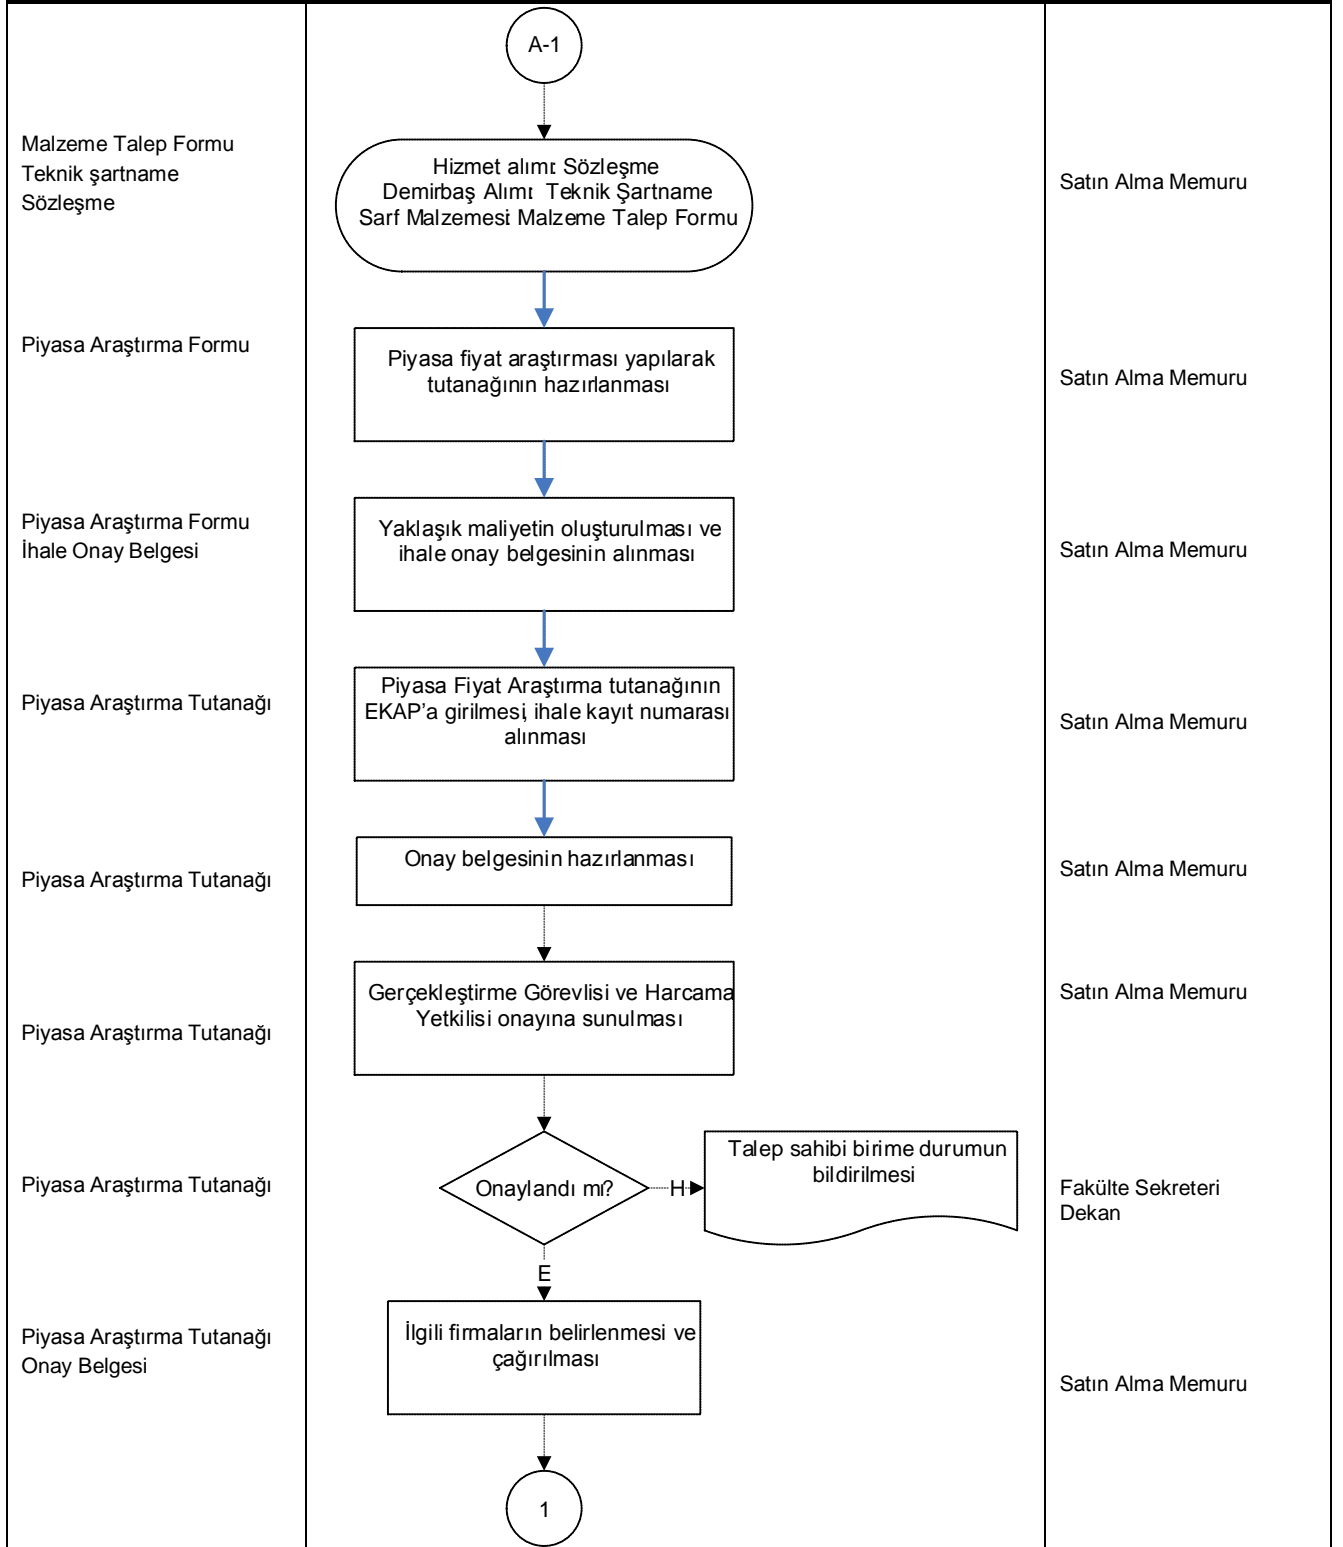 A-1
Malzeme Talep Formu
Teknik şartname
Sözleşme
Hizmet alımı: Sözleşme
Demirbaş Alımı: Teknik Şartname
Sarf Malzemesi: Malzeme Talep Formu
Satın Alma Memuru
Piyasa Araştırma Formu
Piyasa fiyat araştırması yapılarak
tutanağının hazırlanması
Satın Alma Memuru
Piyasa Araştırma Formu
İhale Onay Belgesi
Yaklaşık maliyetin oluşturulması ve
ihale onay belgesinin alınması
Satın Alma Memuru
Piyasa Araştırma Tutanağı
Piyasa Fiyat Araştırma tutanağının
EKAP’a girilmesi, ihale kayıt numarası
alınması
Satın Alma Memuru
Piyasa Araştırma Tutanağı
Onay belgesinin hazırlanması
Satın Alma Memuru
Piyasa Araştırma Tutanağı
Gerçekleştirme Görevlisi ve Harcama
Yetkilisi onayına sunulması
Satın Alma Memuru
Piyasa Araştırma Tutanağı
Onaylandı mı?
H
Talep sahibi birime durumun
bildirilmesi
Fakülte Sekreteri
Dekan
E
Piyasa Araştırma Tutanağı
Onay Belgesi
İlgili firmaların belirlenmesi ve
çağırılması
Satın Alma Memuru
1